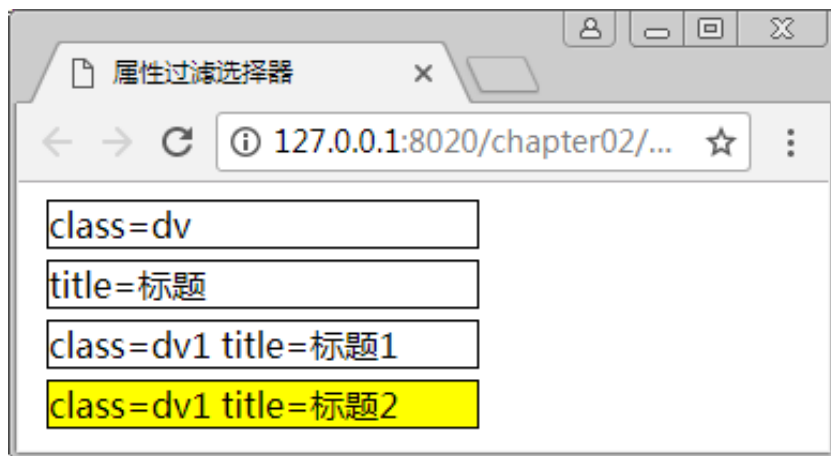 属性过滤选择器
127.0.0.1:8020/chapter02/...
class=dv
title=标题
class=dv1 title=标题1
class=dv1 title=标题2